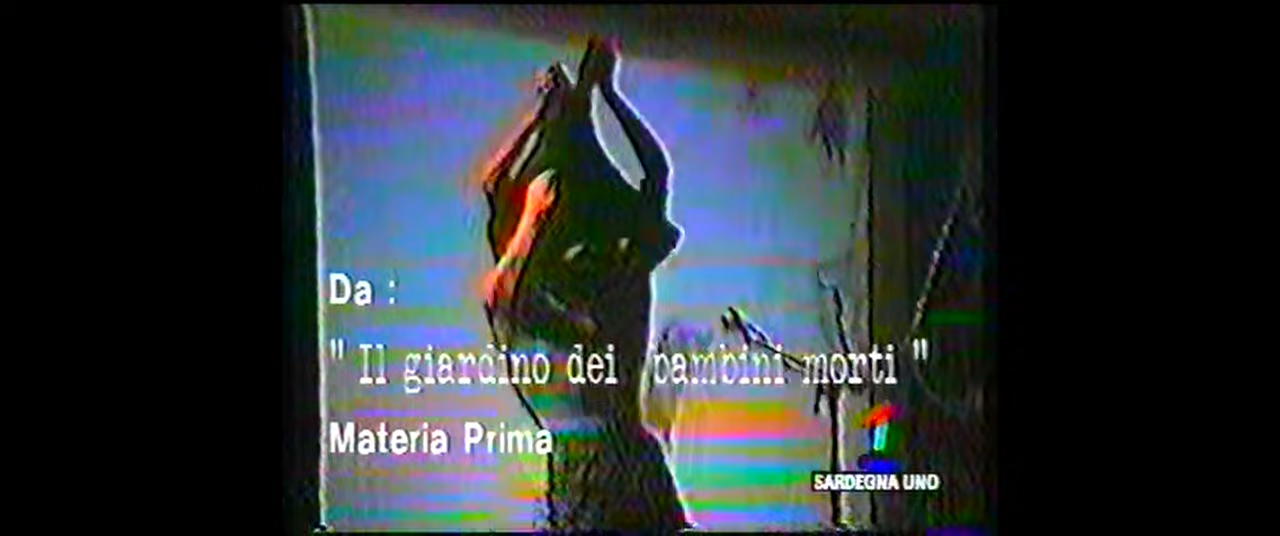 Da :
" Il giardino dei bambini morti "
Materia Prima
SARDEGNA UNO